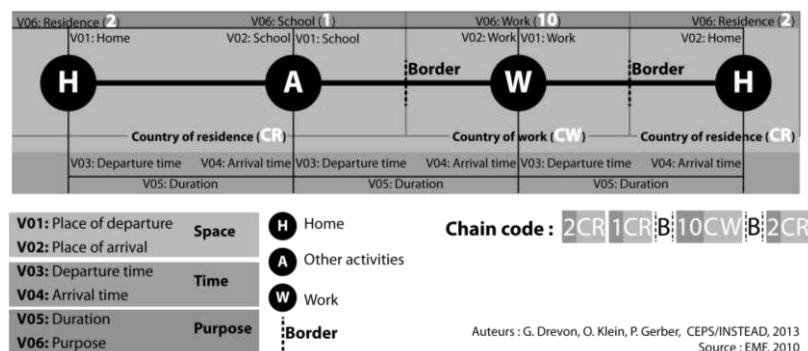 V06: Residence (2) V06: School (1) V06: Work (10) V06: Residence (2)
V01: Home V02: School V01: School V02: Work V01: Work V02: Home
H A Border W Border H
Country of residence (CR) Country of work (CW) Country of residence (CR)
V03: Departure time V04: Arrival time V03: Departure time V04: Arrival time V03: Departure time V04: Arrival time
V05: Duration V05: Duration V05: Duration
V01: Place of departure
V02: Place of arrival
Space
V03: Departure time
V04: Arrival time
Time
V05: Duration
V06: Purpose
Purpose
H Home
A Other activities
W Work
Border
Chain code : 2CR 1CR B 10CW B 2CR
Auteurs : G. Drevon, O. Klein, P. Gerber, CEPS/INSTEAD, 2013
Source : EMF, 2010